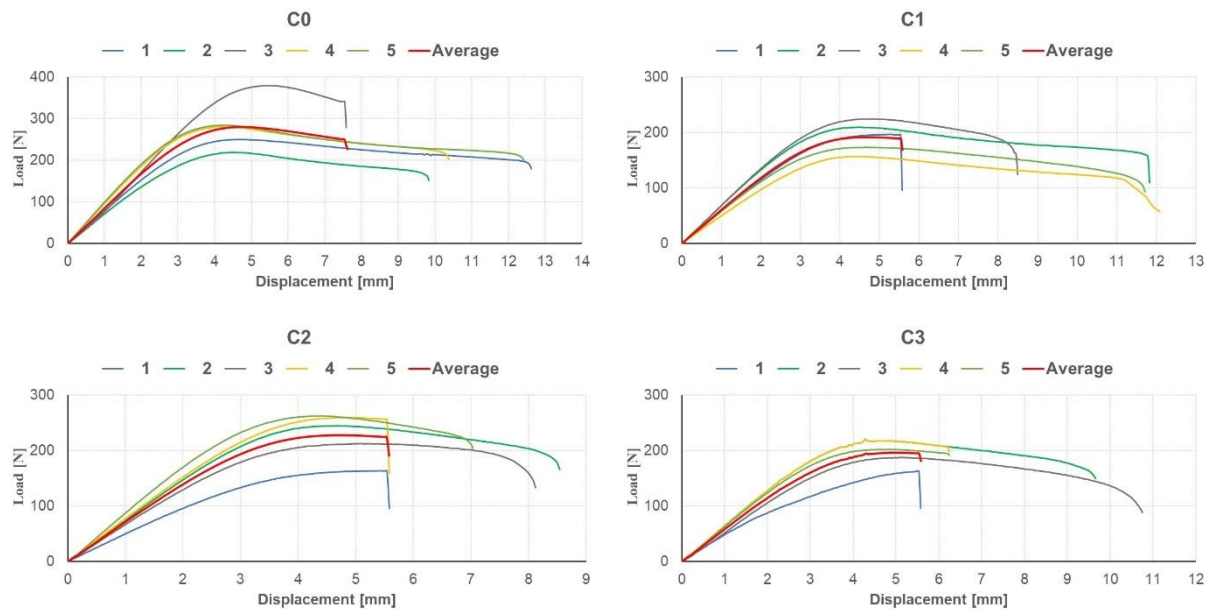 C0
1 2 3 4 5 Average
Load [N]
400
300
200
100
0
0 1 2 3 4 5 6 7 8 9 10 11 12 13 14
Displacement [mm]
C1
1 2 3 4 5 Average
Load [N]
300
200
100
0
0 1 2 3 4 5 6 7 8 9 10 11 12 13
Displacement [mm]
C2
1 2 3 4 5 Average
Load [N]
300
200
100
0
0 1 2 3 4 5 6 7 8 9
Displacement [mm]
C3
1 2 3 4 5 Average
Load [N]
300
200
100
0
0 1 2 3 4 5 6 7 8 9 10 11 12
Displacement [mm]